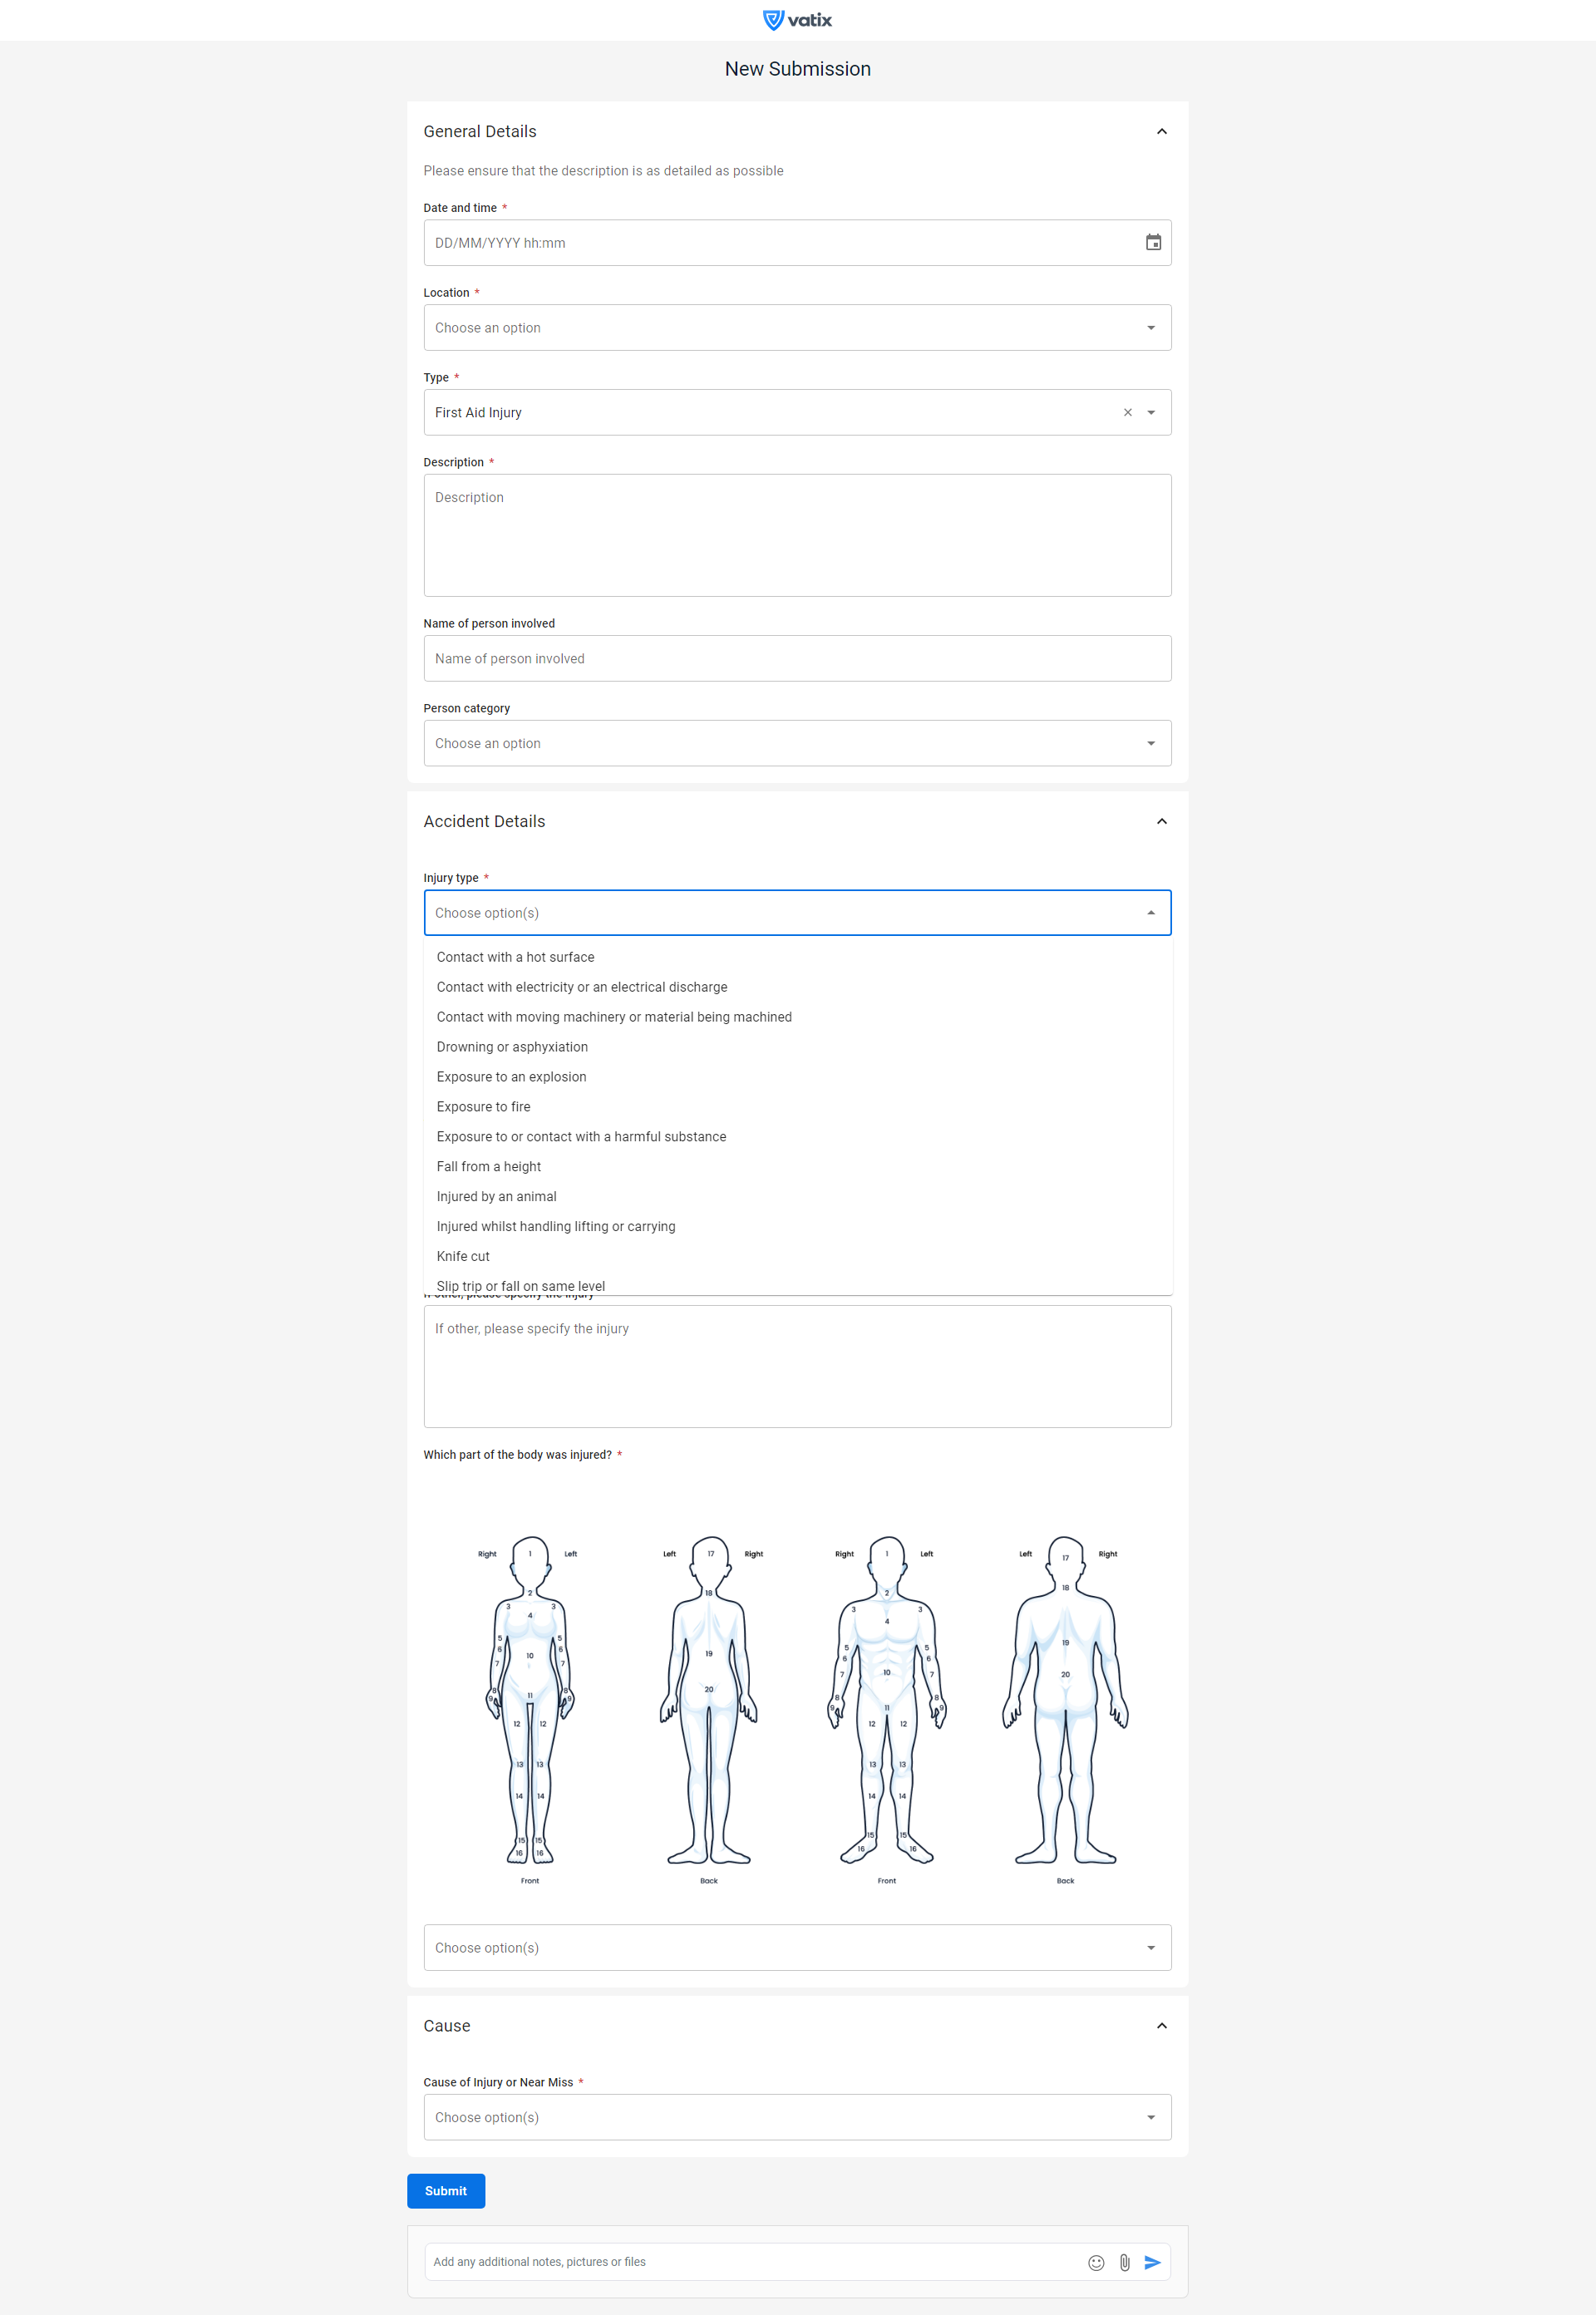 vatix
New Submission
General Details
Please ensure that the description is as detailed as possible
Date and time *
DD/MM/YYYY hh:mm
Location *
Choose an option
Type *
First Aid Injury
Description *
Description
Name of person involved
Name of person involved
Person category
Choose an option
Accident Details
Injury type *
Choose option(s)
Contact with a hot surface
Contact with electricity or an electrical discharge
Contact with moving machinery or material being machined
Drowning or asphyxiation
Exposure to an explosion
Exposure to fire
Exposure to or contact with a harmful substance
Fall from a height
Injured by an animal
Injured whilst handling lifting or carrying
Knife cut
Slip trip or fall on same level
If other, please specify the injury
If other, please specify the injury
Which part of the body was injured? *
Right 1 Left Left 17 Right Right 1 Left Left 17 Right
2 18 2 18
3 3 3 3
4 4
5 5 19 5 5 19
6 6 6 6
10 10
7 7 20 7 7 20
8 8 8 8
9 9 9 9
11 11
12 12 12 12
13 13 13 13
14 14 14 14
15 15 15 15
16 16 16 16
Front Back Front Back
Choose option(s)
Cause
Cause of Injury or Near Miss *
Choose option(s)
Submit
Add any additional notes, pictures or files